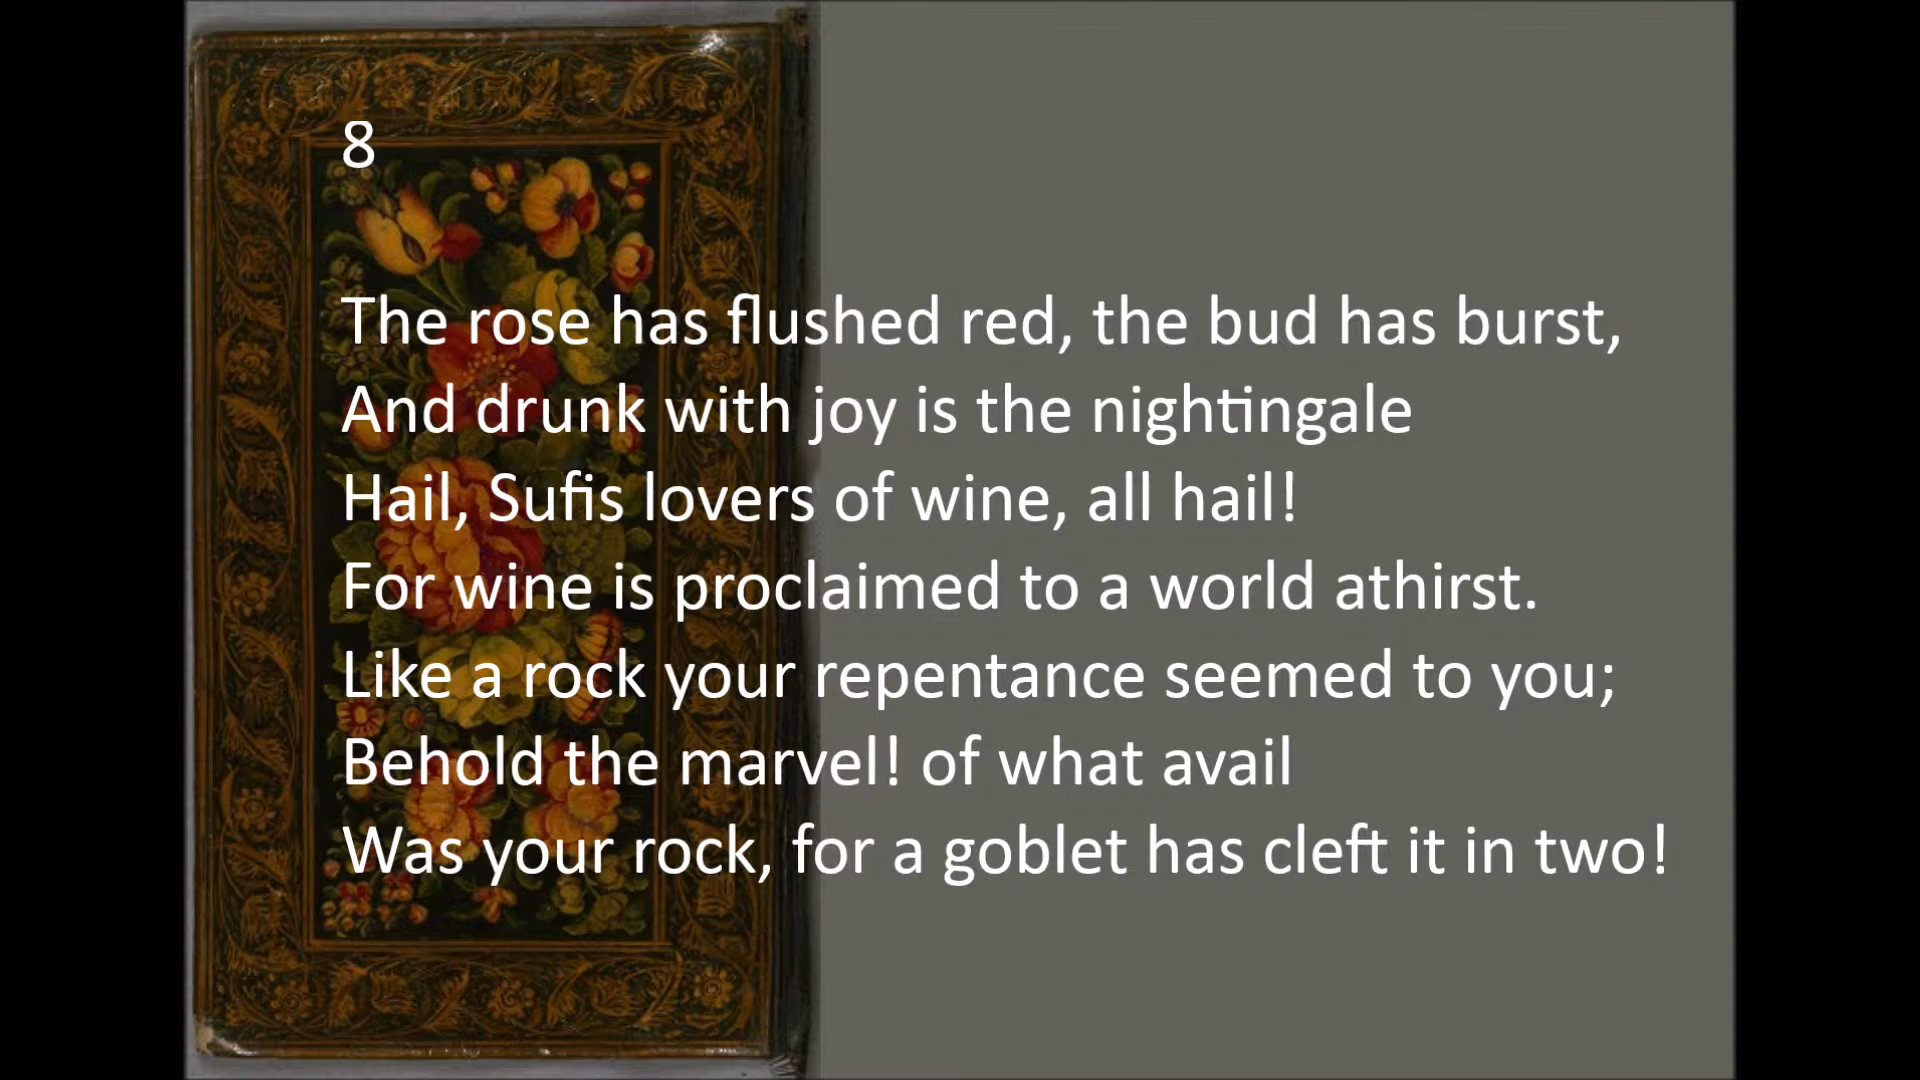 8
The rose has flushed red, the bud has burst,
And drunk with joy is the nightingale
Hail, Sufis lovers of wine, all hail!
For wine is proclaimed to a world athirst.
Like a rock your repentance seemed to you;
Behold the marvel! of what avail
Was your rock, for a goblet has cleft it in two!